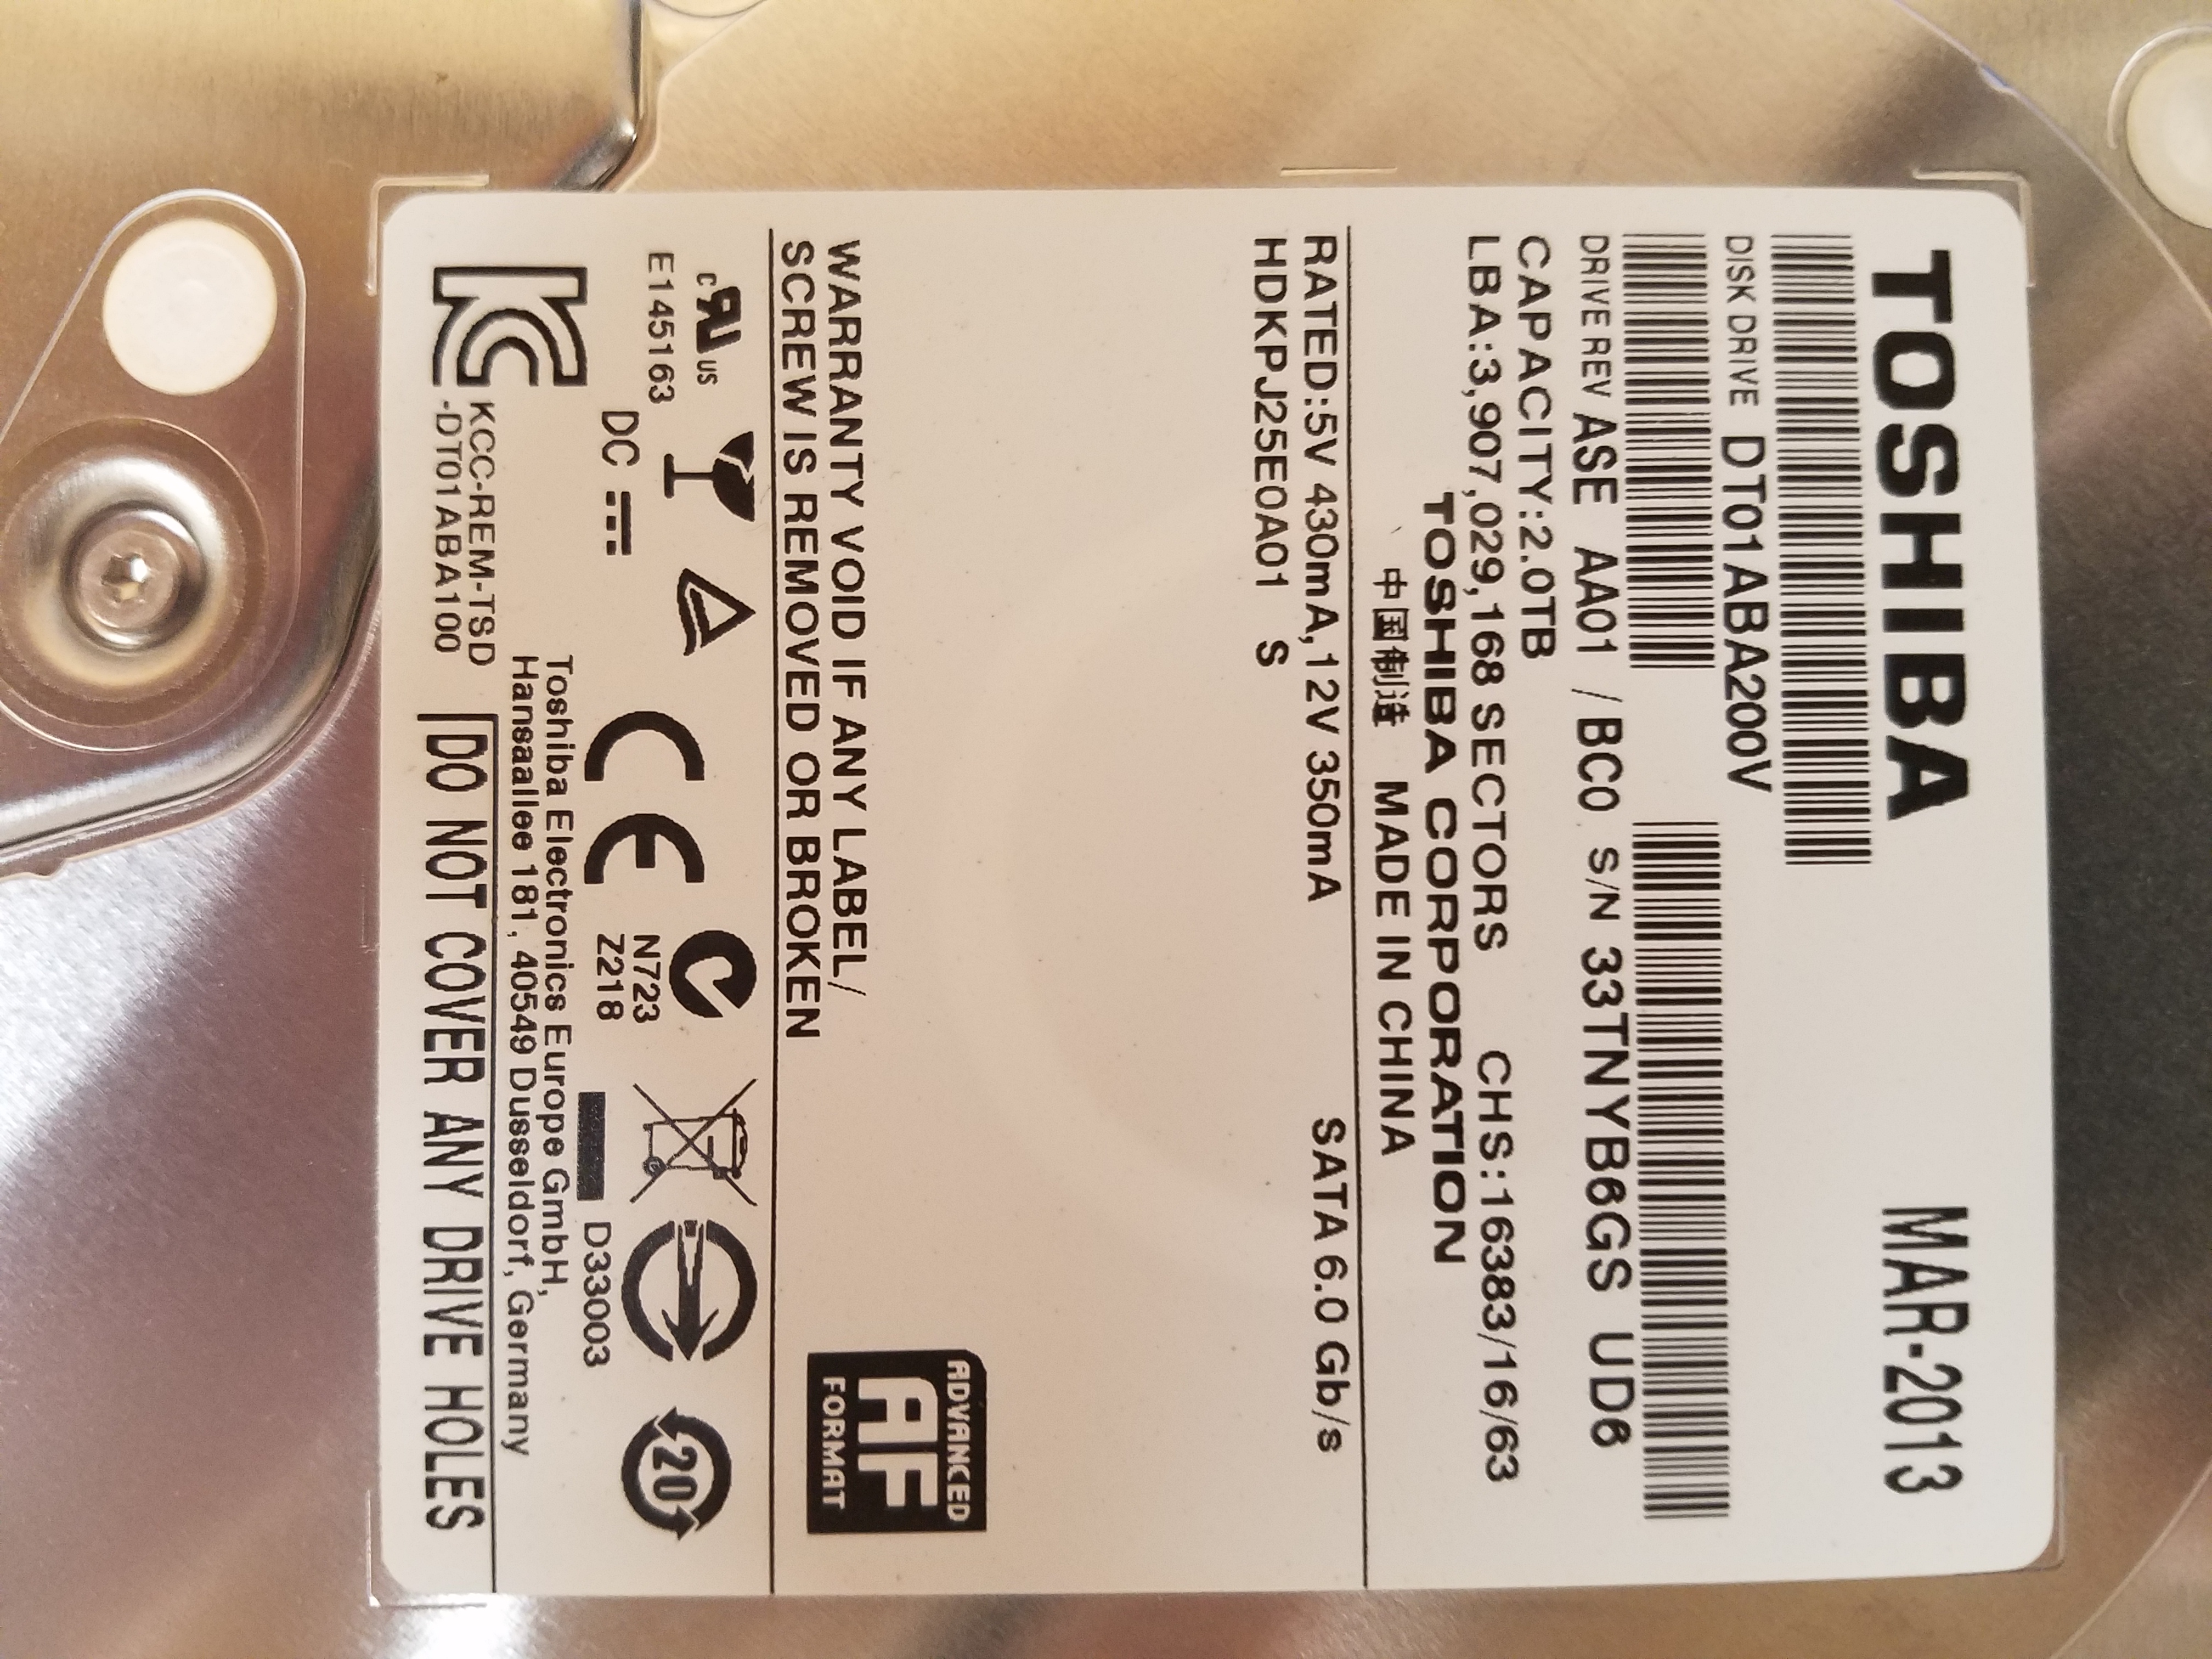 TOSHIBA MAR-2013
DISK DRIVE DT01ABA200V
DRIVE REV ASE AA01 /BC0 S/N 33TNYB6GS UD6
CAPACITY:2.0TB
LBA:3,907,029,168 SECTORS CHS:16383/16/63
TOSHIBA CORPORATION
中国制造 MADE IN CHINA
RATED:5V 430mA,12V 350mA SATA 6.0 Gb/s
HDKPJ25E0A01 S
WARRANTY VOID IF ANY LABEL/
SCREW IS REMOVED OR BROKEN
ADVANCED
AF
FORMAT
c RU US
E145163
DC
CE
N723
Z218
D33003
20
Toshiba Electronics Europe GmbH,
Hansaallee 181, 40549 Dusseldorf, Germany
KCC-REM-TSD
-DT01ABA100
DO NOT COVER ANY DRIVE HOLES